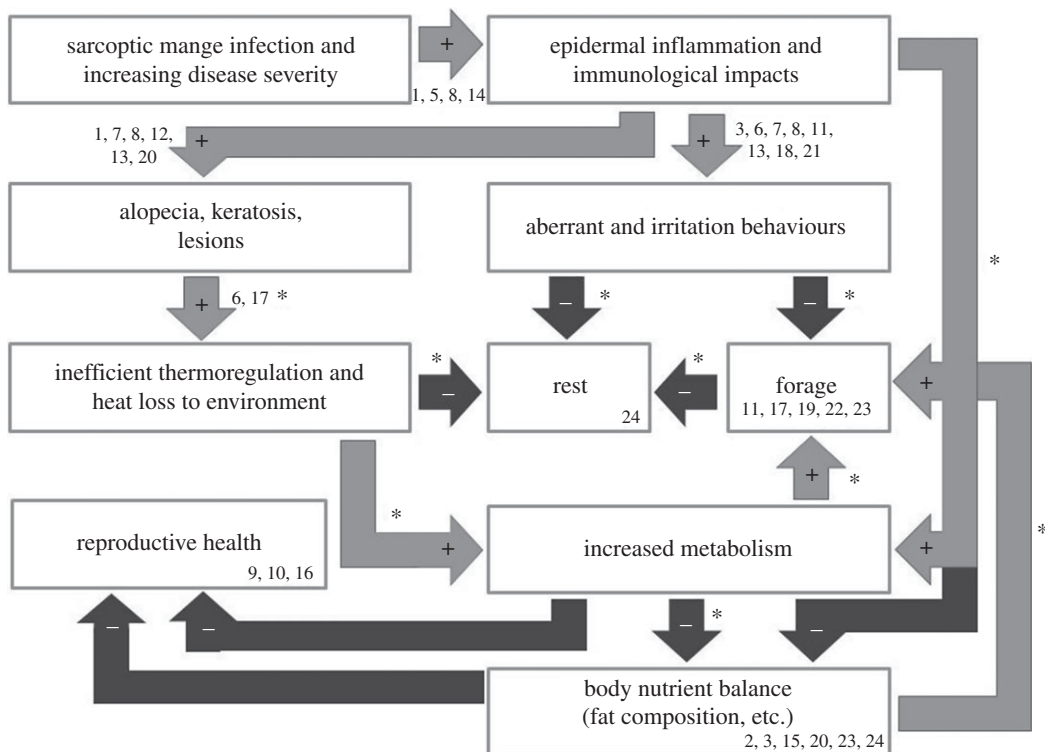 sarcoptic mange infection and
increasing disease severity
+
1, 5, 8, 14
epidermal inflammation and
immunological impacts
1, 7, 8, 12,
13, 20
+
+
3, 6, 7, 8, 11,
13, 18, 21
alopecia, keratosis,
lesions
aberrant and irritation behaviours
*
+
6, 17 *
–
*
–
*
inefficient thermoregulation and
heat loss to environment
*
–
rest
24
*
–
forage
11, 17, 19, 22, 23
+
+
*
*
+
*
reproductive health
9, 10, 16
increased metabolism
+
–
–
–
*
–
body nutrient balance
(fat composition, etc.)
2, 3, 15, 20, 23, 24